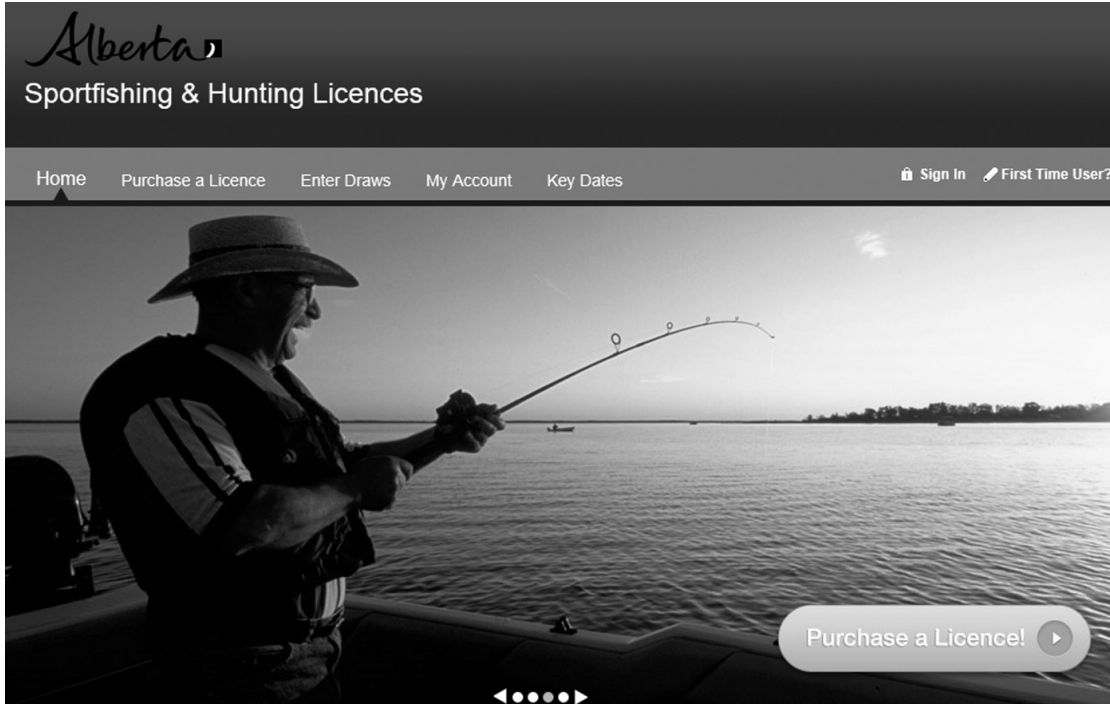 Alberta
Sportfishing & Hunting Licences
Home Purchase a Licence Enter Draws My Account Key Dates Sign In First Time User?
Purchase a Licence!